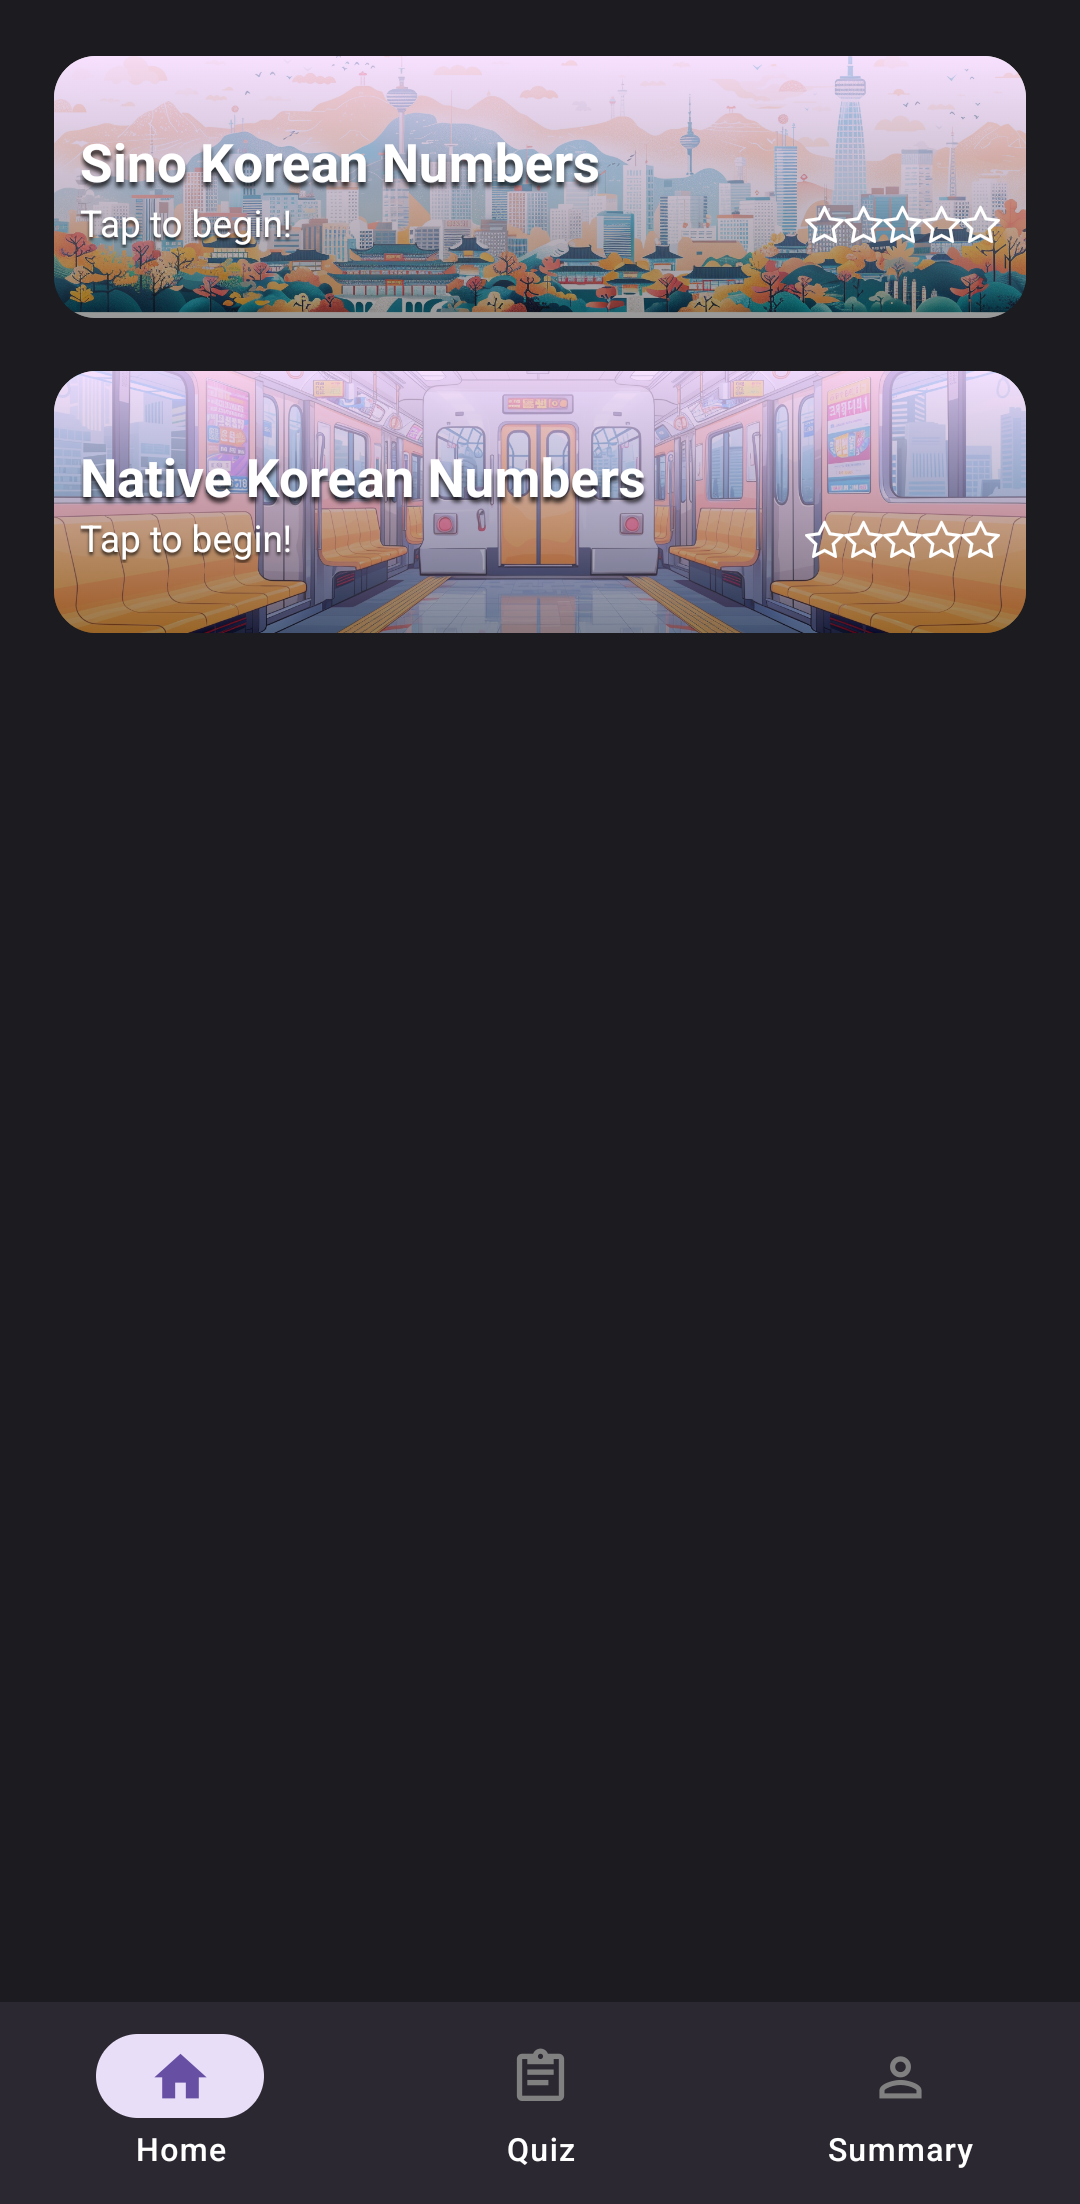 Sino Korean Numbers
Tap to begin!
Native Korean Numbers
Tap to begin!
Home
Quiz
Summary